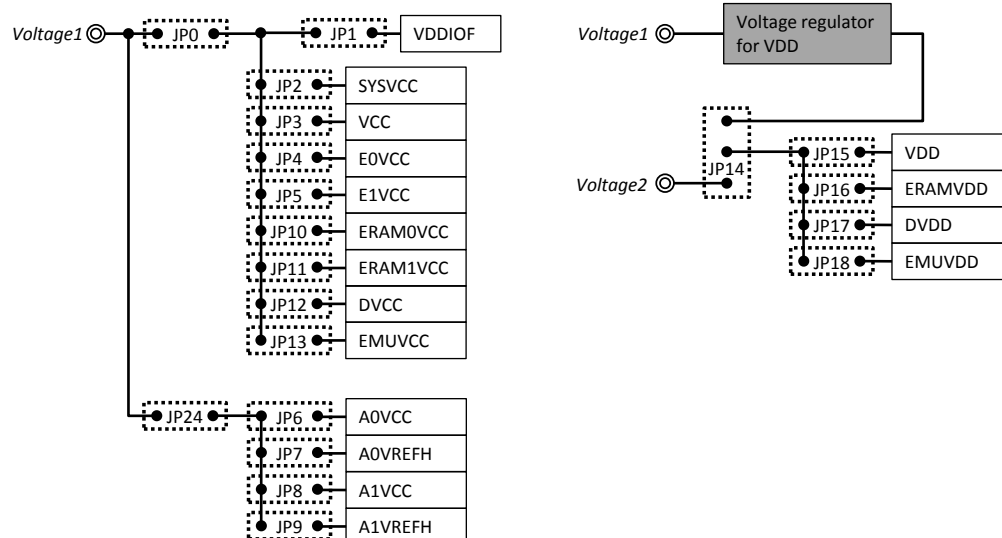 Voltage1
JP0
JP1
VDDIOF
JP2
SYSVCC
JP3
VCC
JP4
E0VCC
JP5
E1VCC
JP10
ERAM0VCC
JP11
ERAM1VCC
JP12
DVCC
JP13
EMUVCC
JP24
JP6
A0VCC
JP7
A0VREFH
JP8
A1VCC
JP9
A1VREFH
Voltage1
Voltage regulator
for VDD
JP14
Voltage2
JP15
VDD
JP16
ERAMVDD
JP17
DVDD
JP18
EMUVDD